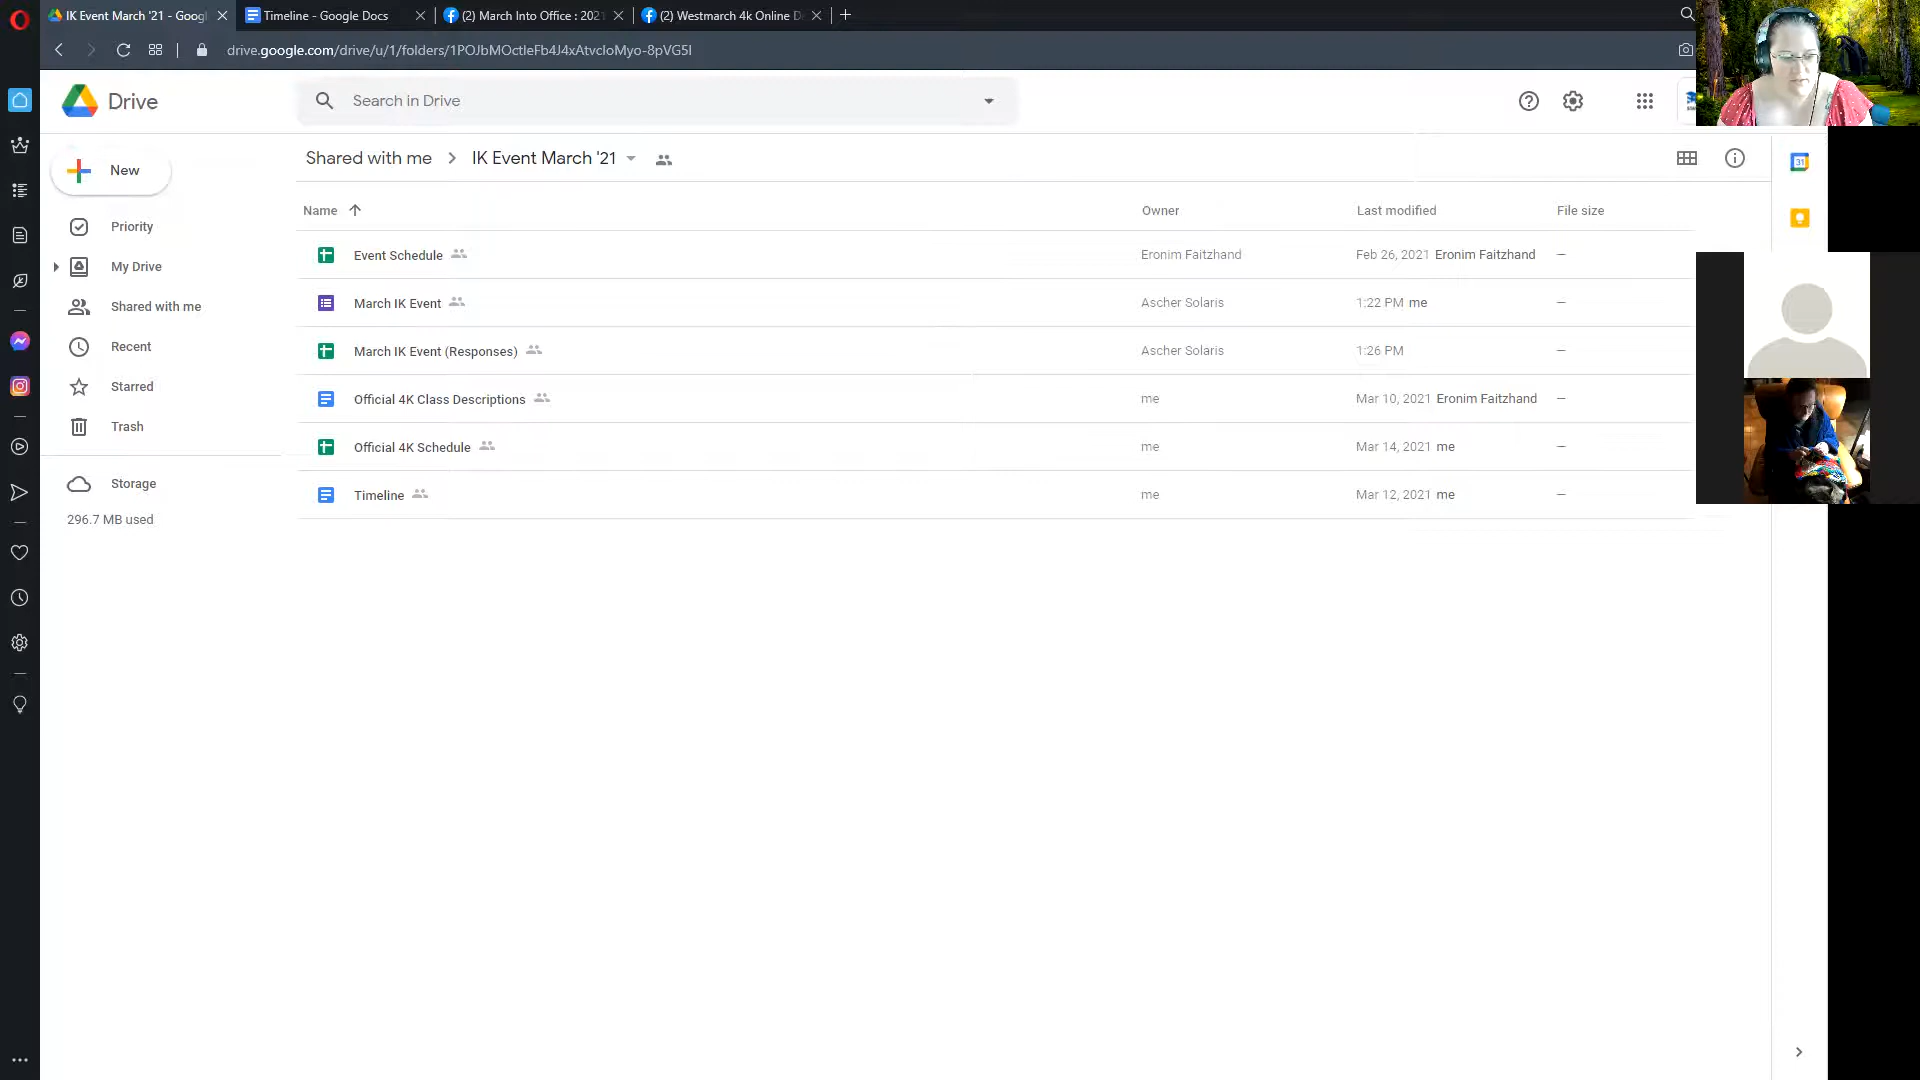 IK Event March '21 - Goog
Timeline - Google Docs
(2) March Into Office : 2021
(2) Westmarch 4k Online D
drive.google.com/drive/u/1/folders/1POJbMOctleFb4J4xAtvcIoMyo-8pVG5I
Drive
Search in Drive
New
Shared with me > IK Event March '21
Priority
My Drive
Shared with me
Recent
Starred
Trash
Storage
296.7 MB used
Name Owner Last modified File size
Event Schedule Eronim Faitzhand Feb 26, 2021 Eronim Faitzhand —
March IK Event Ascher Solaris 1:22 PM me —
March IK Event (Responses) Ascher Solaris 1:26 PM —
Official 4K Class Descriptions me Mar 10, 2021 Eronim Faitzhand —
Official 4K Schedule me Mar 14, 2021 me —
Timeline me Mar 12, 2021 me —
31